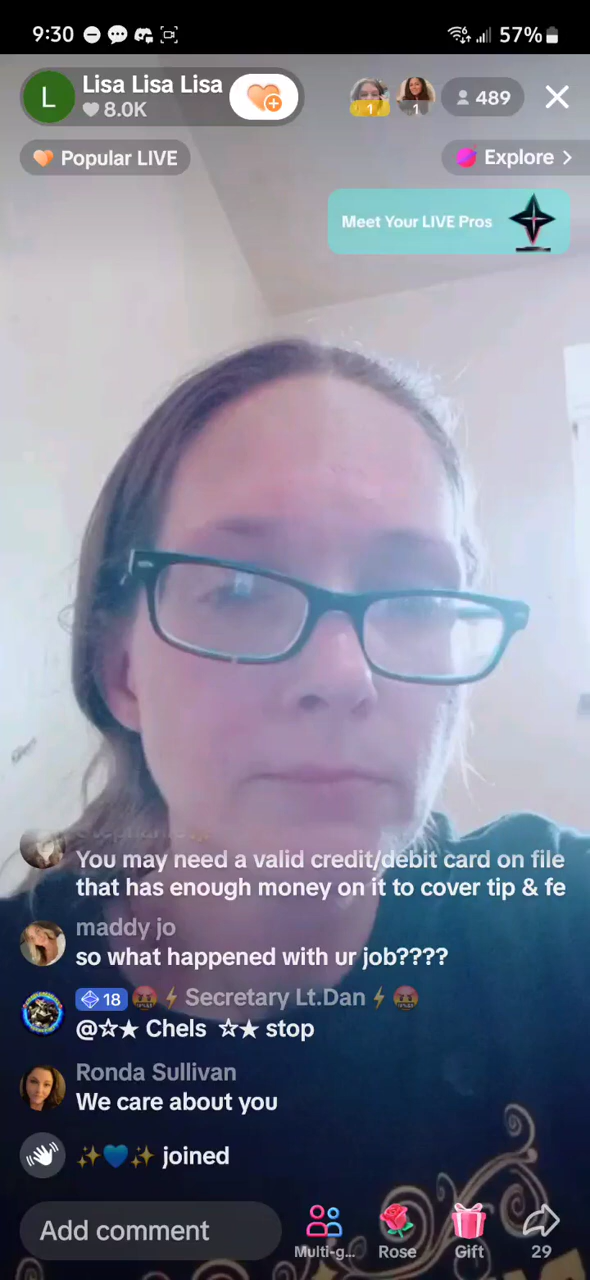 9:30
57%
L
Lisa Lisa Lisa
8.0K
1
1
489
Popular LIVE
Explore >
Meet Your LIVE Pros
You may need a valid credit/debit card on file
that has enough money on it to cover tip & fe
maddy jo
so what happened with ur job????
18 😡⚡ Secretary Lt.Dan ⚡😡
@☆★ Chels ☆★ stop
Ronda Sullivan
We care about you
✨💙✨ joined
Add comment
Multi-g...
Rose
Gift
29